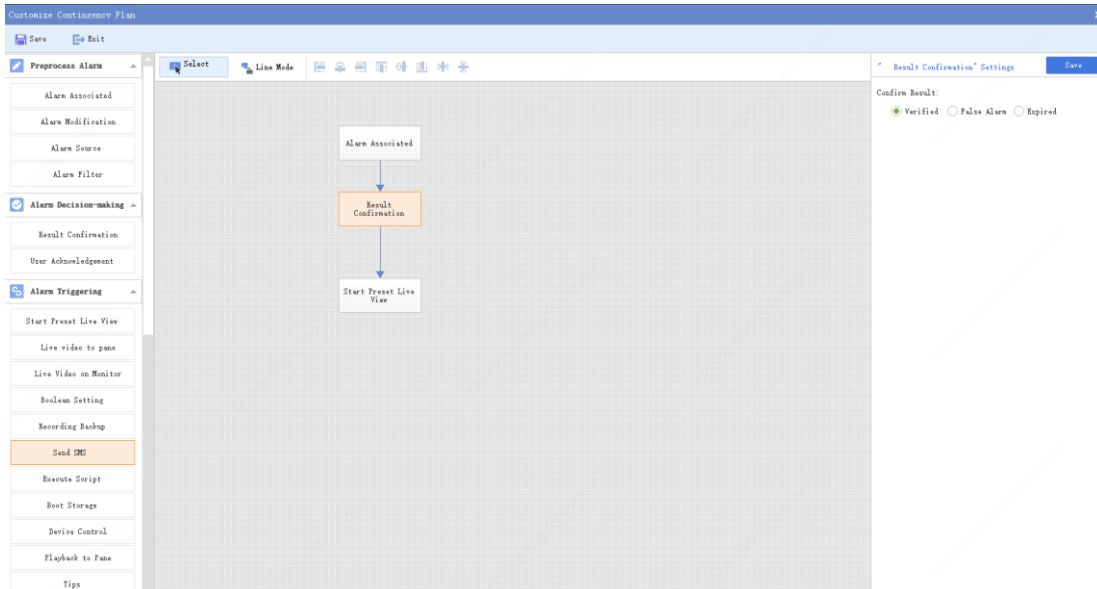 Customize Contingency Plan
Save
Exit
Preprocess Alarm
Alarm Associated
Alarm Modification
Alarm Source
Alarm Filter
Alarm Decision-making
Result Confirmation
User Acknowledgement
Alarm Triggering
Start Preset Live View
Live video to pane
Live Video on Monitor
Boolean Setting
Recording Backup
Send SMS
Execute Script
Boot Storage
Device Control
Playback to Pane
Tips
Select
Line Mode
Alarm Associated
Result
Confirmation
Start Preset Live
View
" Result Confirmation" Settings
Save
Confirm Result:
Verified
False Alarm
Expired